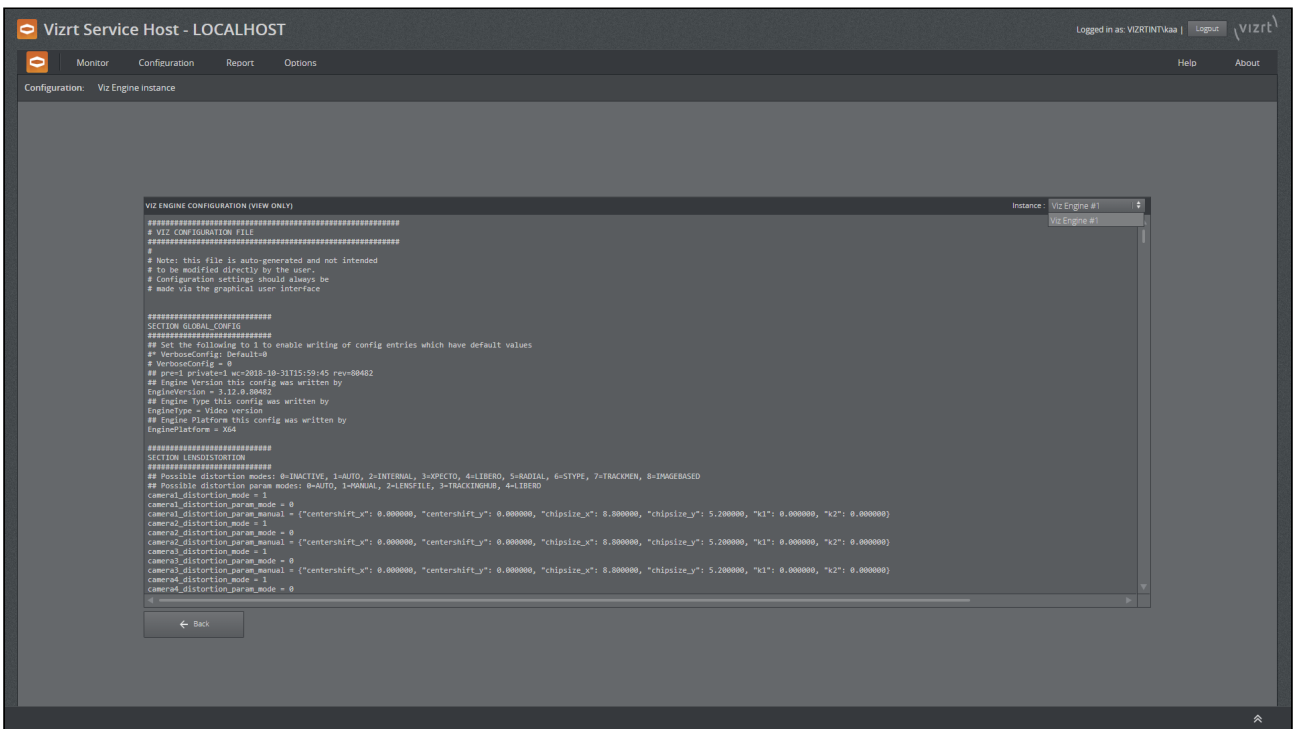 Vizrt Service Host - LOCALHOST
Logged in as: VIZRTINT\kaa | Logout vizrt
Monitor Configuration Report Options Help About
Configuration: Viz Engine instance
VIZ ENGINE CONFIGURATION (VIEW ONLY) Instance : Viz Engine #1
Viz Engine #1
#########################################################
# VIZ CONFIGURATION FILE
#########################################################
#
# Note: this file is auto-generated and not intended
# to be modified directly by the user.
# Configuration settings should always be
# made via the graphical user interface
############################
SECTION GLOBAL_CONFIG
############################
## Set the following to 1 to enable writing of config entries which have default values
#* VerboseConfig: Default=0
# VerboseConfig = 0
## pre=1 private=1 wc=2018-10-31T15:59:45 rev=80482
## Engine Version this config was written by
EngineVersion = 3.12.0.80482
## Engine Type this config was written by
EngineType = Video version
## Engine Platform this config was written by
EnginePlatform = X64
############################
SECTION LENSDISTORTION
############################
## Possible distortion modes: 0=INACTIVE, 1=AUTO, 2=INTERNAL, 3=XPECTO, 4=LIBERO, 5=RADIAL, 6=STYPE, 7=TRACKMEN, 8=IMAGEBASED
## Possible distortion param modes: 0=AUTO, 1=MANUAL, 2=LENSFILE, 3=TRACKINGHUB, 4=LIBERO
camera1_distortion_mode = 1
camera1_distortion_param_mode = 0
camera1_distortion_param_manual = {"centershift_x": 0.000000, "centershift_y": 0.000000, "chipsize_x": 8.800000, "chipsize_y": 5.200000, "k1": 0.000000, "k2": 0.000000}
camera2_distortion_mode = 1
camera2_distortion_param_mode = 0
camera2_distortion_param_manual = {"centershift_x": 0.000000, "centershift_y": 0.000000, "chipsize_x": 8.800000, "chipsize_y": 5.200000, "k1": 0.000000, "k2": 0.000000}
camera3_distortion_mode = 1
camera3_distortion_param_mode = 0
camera3_distortion_param_manual = {"centershift_x": 0.000000, "centershift_y": 0.000000, "chipsize_x": 8.800000, "chipsize_y": 5.200000, "k1": 0.000000, "k2": 0.000000}
camera4_distortion_mode = 1
camera4_distortion_param_mode = 0
Back